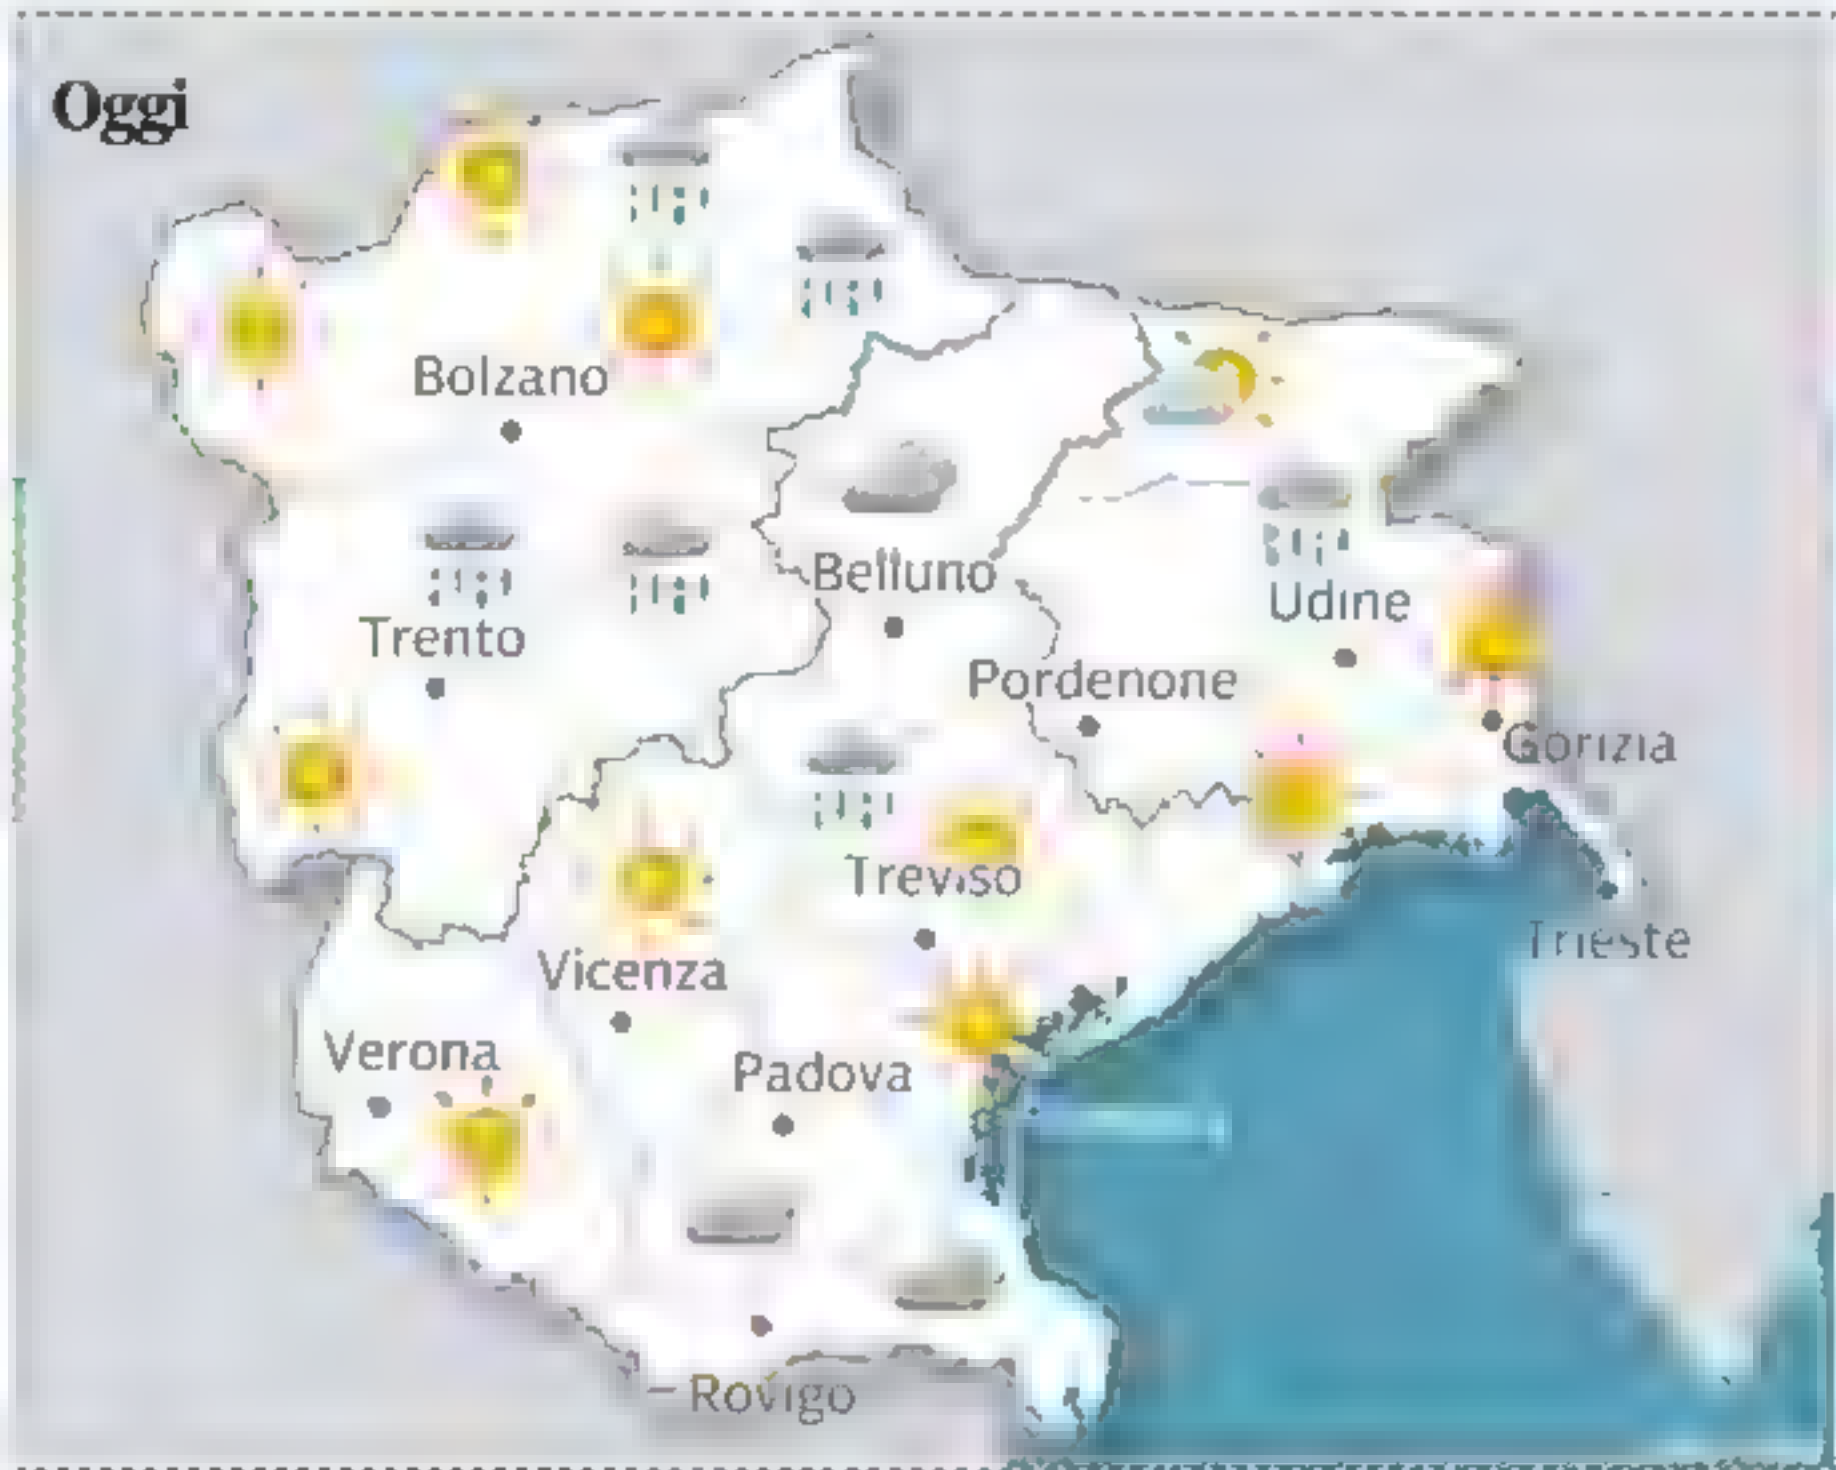 Oggi
Bolzano
Belluno
Udine
Trento
Pordenone
Gorizia
Treviso
Trieste
Vicenza
Verona
Padova
Rovigo